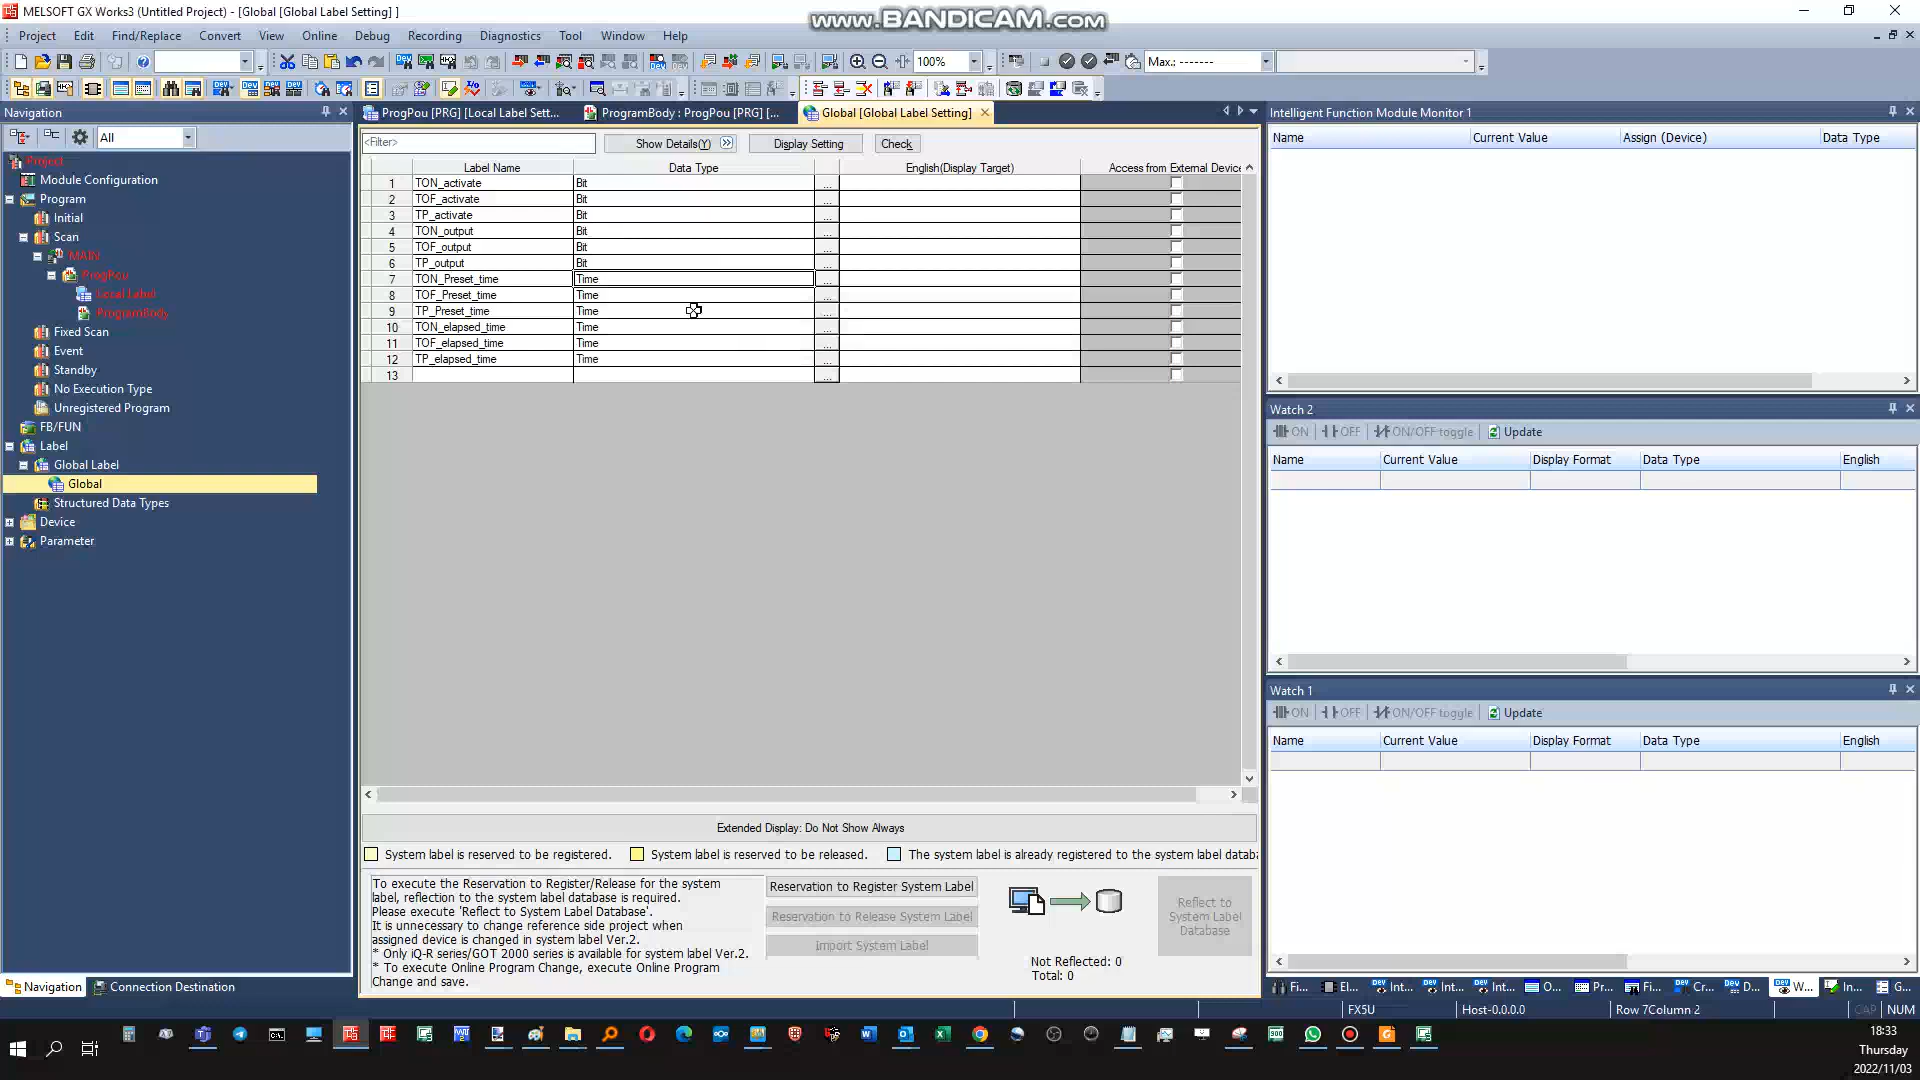 MELSOFT GX Works3 (Untitled Project) - [Global [Global Label Setting] ]
www.BANDICAM.com
Project Edit Find/Replace Convert View Online Debug Recording Diagnostics Tool Window Help
100%
Max.: -------
Navigation
All
Project
Module Configuration
Program
Initial
Scan
MAIN
ProgPou
Local Label
ProgramBody
Fixed Scan
Event
Standby
No Execution Type
Unregistered Program
FB/FUN
Label
Global Label
Global
Structured Data Types
Device
Parameter
Navigation Connection Destination
ProgPou [PRG] [Local Label Sett... ProgramBody : ProgPou [PRG] [... Global [Global Label Setting]
<Filter> Show Details(Y) Display Setting Check
Label Name Data Type English(Display Target) Access from External Device
1 TON_activate Bit ...
2 TOF_activate Bit ...
3 TP_activate Bit ...
4 TON_output Bit ...
5 TOF_output Bit ...
6 TP_output Bit ...
7 TON_Preset_time Time ...
8 TOF_Preset_time Time ...
9 TP_Preset_time Time ...
10 TON_elapsed_time Time ...
11 TOF_elapsed_time Time ...
12 TP_elapsed_time Time ...
13 ...
Extended Display: Do Not Show Always
System label is reserved to be registered. System label is reserved to be released. The system label is already registered to the system label databa
To execute the Reservation to Register/Release for the system
label, reflection to the system label database is required.
Please execute 'Reflect to System Label Database'.
It is unnecessary to change reference side project when
assigned device is changed in system label Ver.2.
* Only iQ-R series/GOT 2000 series is available for system label Ver.2.
* To execute Online Program Change, execute Online Program
Change and save.
Reservation to Register System Label
Reservation to Release System Label
Import System Label
Not Reflected: 0
Total: 0
Reflect to
System Label
Database
Intelligent Function Module Monitor 1
Name Current Value Assign (Device) Data Type
Watch 2
ON OFF ON/OFF toggle Update
Name Current Value Display Format Data Type English
Watch 1
ON OFF ON/OFF toggle Update
Name Current Value Display Format Data Type English
Fi... El... Int... Int... Int... O... Pr... Fi... Cr... D... W... In... G...
FX5U Host-0.0.0.0 Row 7Column 2 CAP NUM
18:33
Thursday
2022/11/03